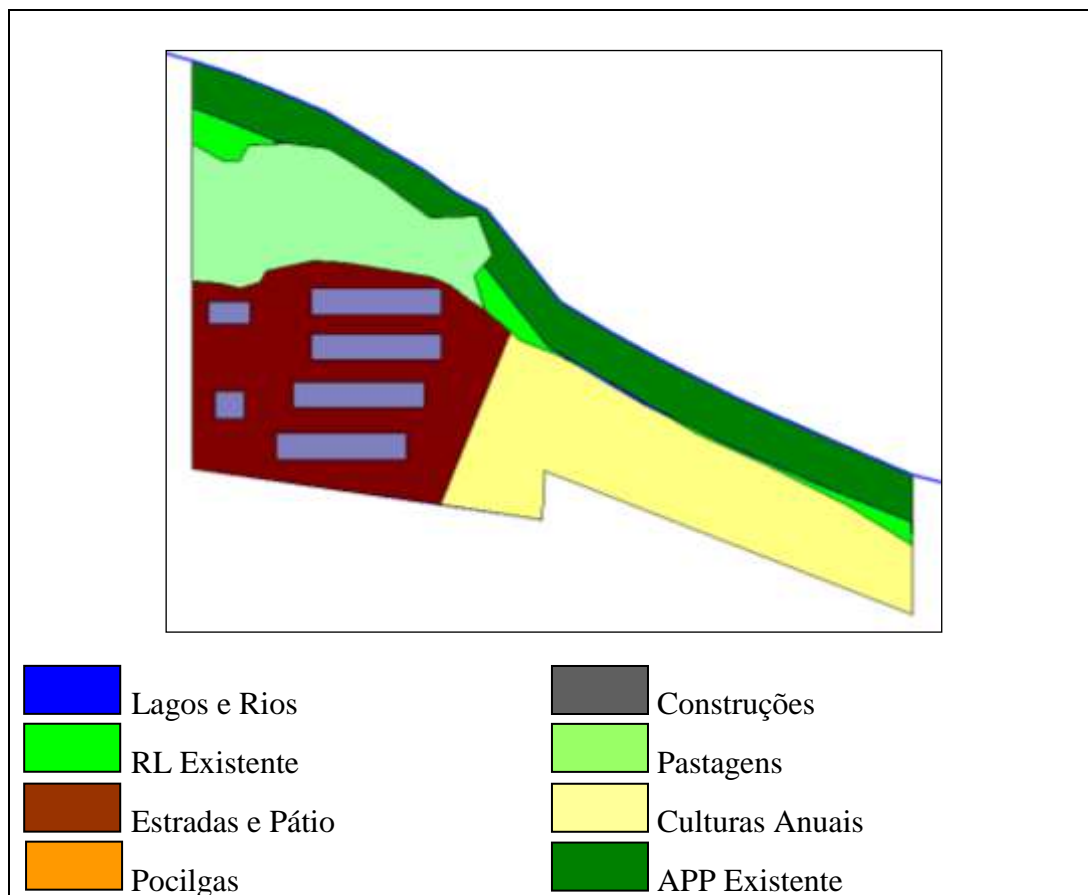 Lagos e Rios
Construções
RL Existente
Pastagens
Estradas e Pátio
Culturas Anuais
Pocilgas
APP Existente